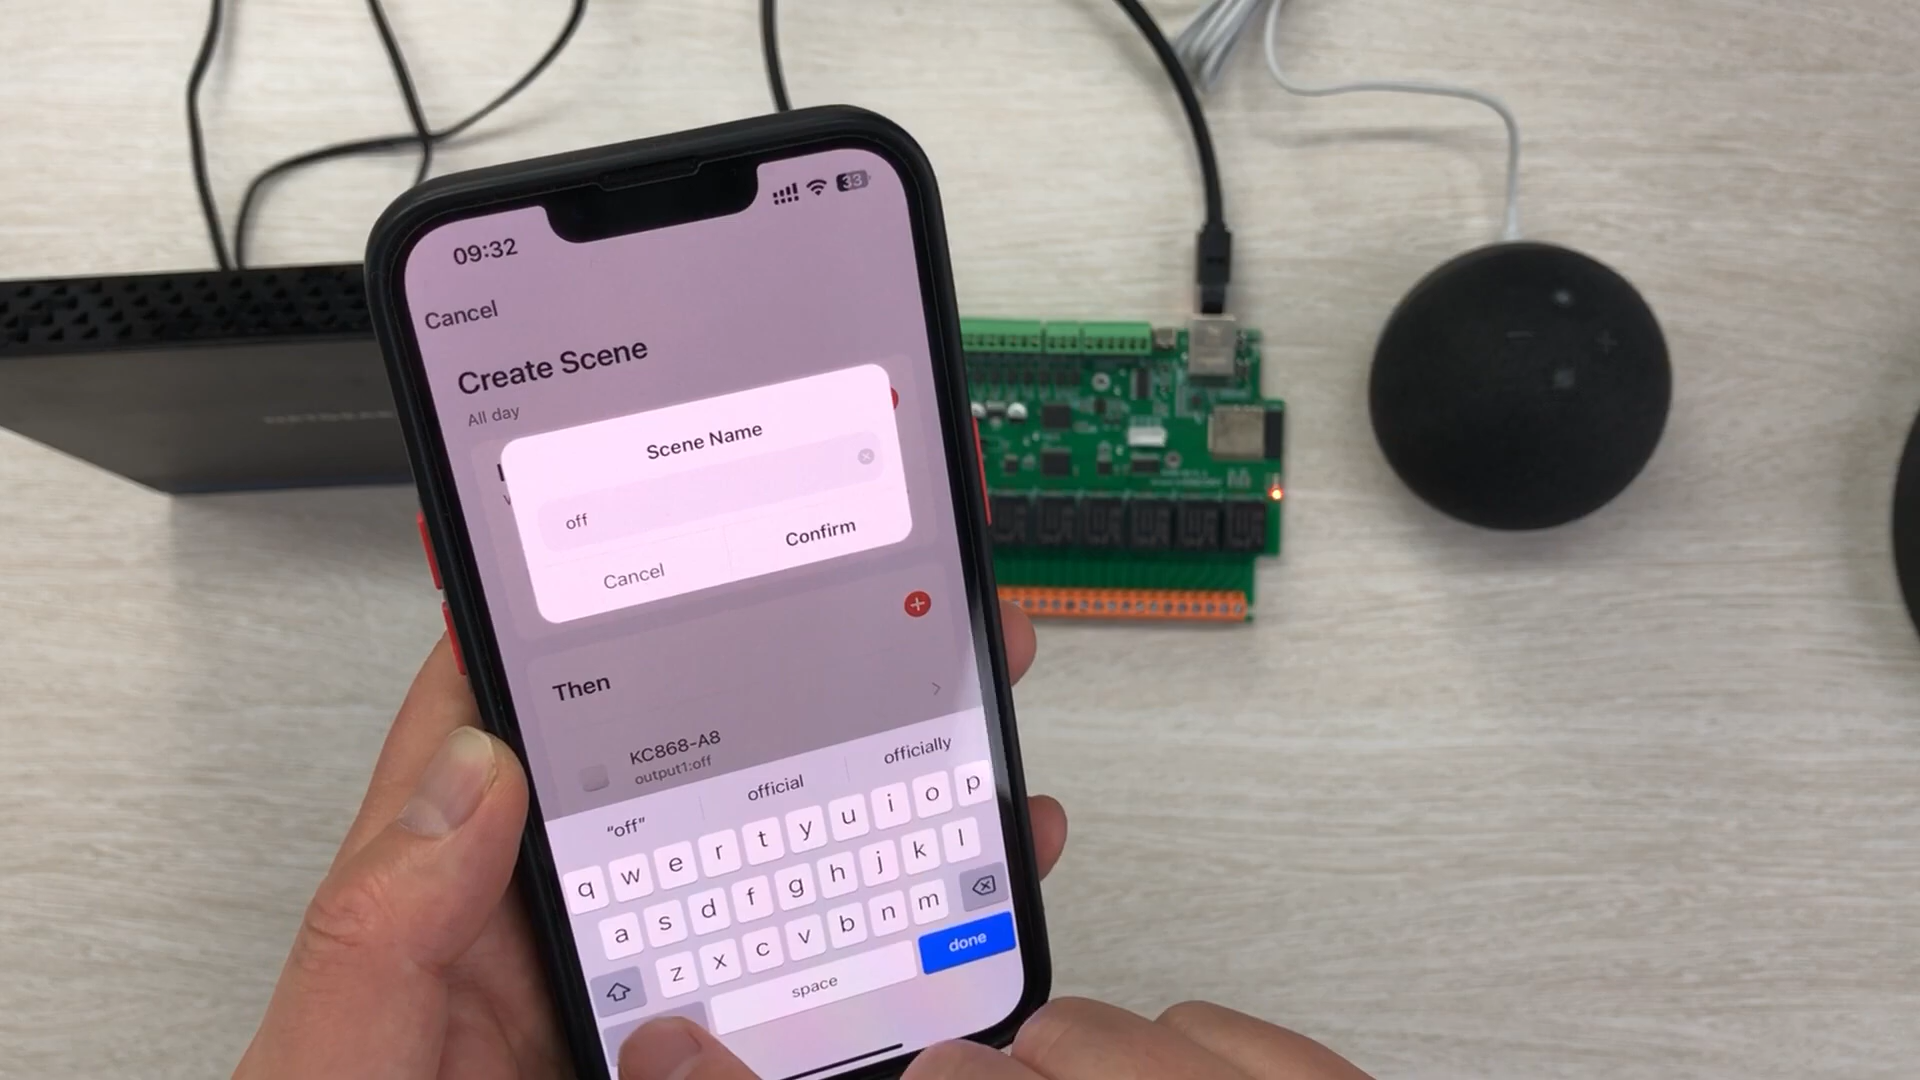 09:32
33
Cancel
Create Scene
All day
Scene Name
off
Cancel
Confirm
Then
KC868-A8
output1:off
"off"
official
officially
q w e r t y u i o p
a s d f g h j k l
z x c v b n m
space
done